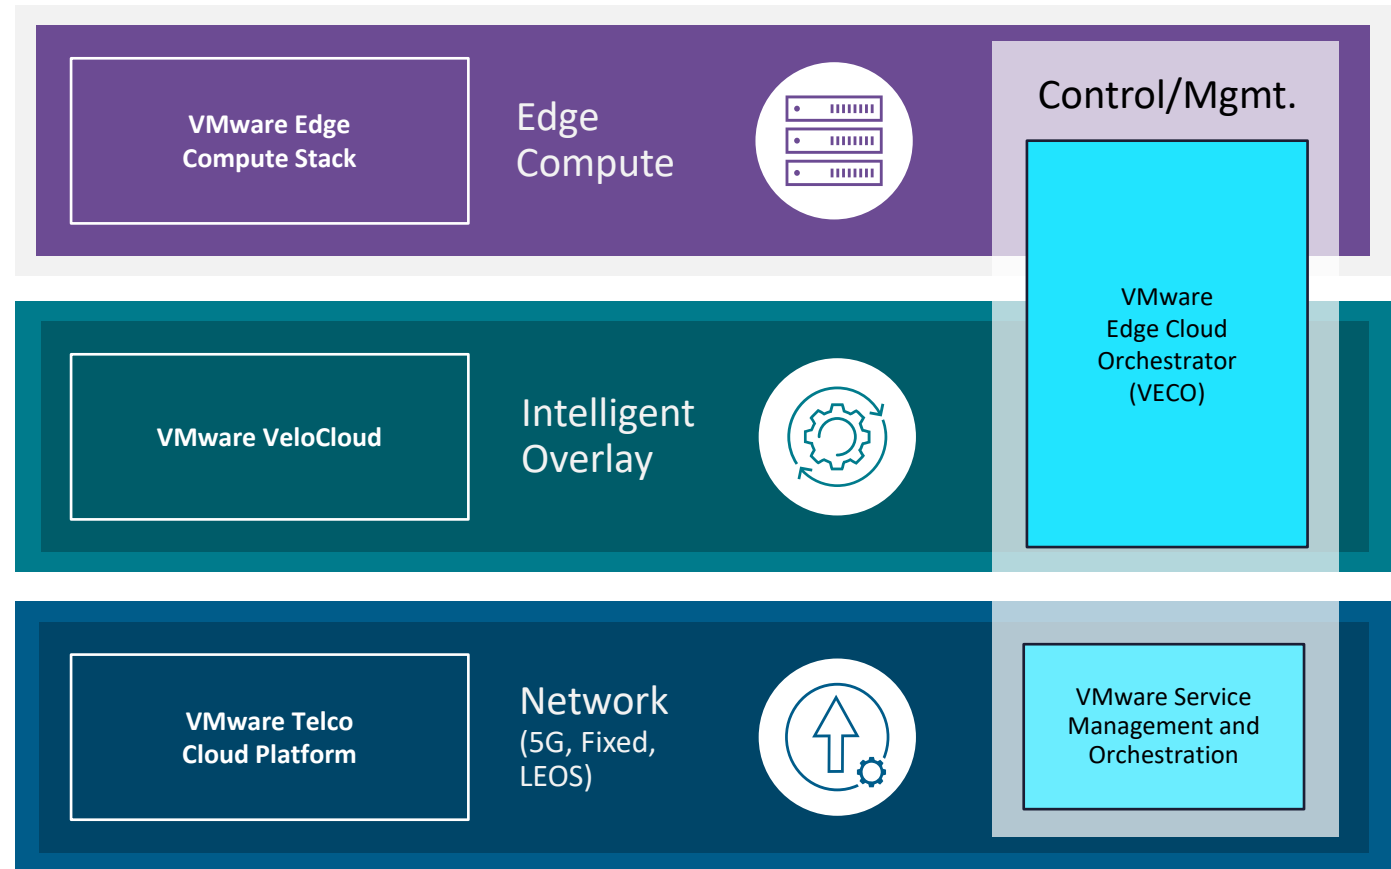 VMware Edge
Compute Stack
Edge
Compute
Control/Mgmt.
VMware
Edge Cloud
Orchestrator
(VECO)
VMware VeloCloud
Intelligent
Overlay
VMware Telco
Cloud Platform
Network
(5G, Fixed,
LEOS)
VMware Service
Management and
Orchestration